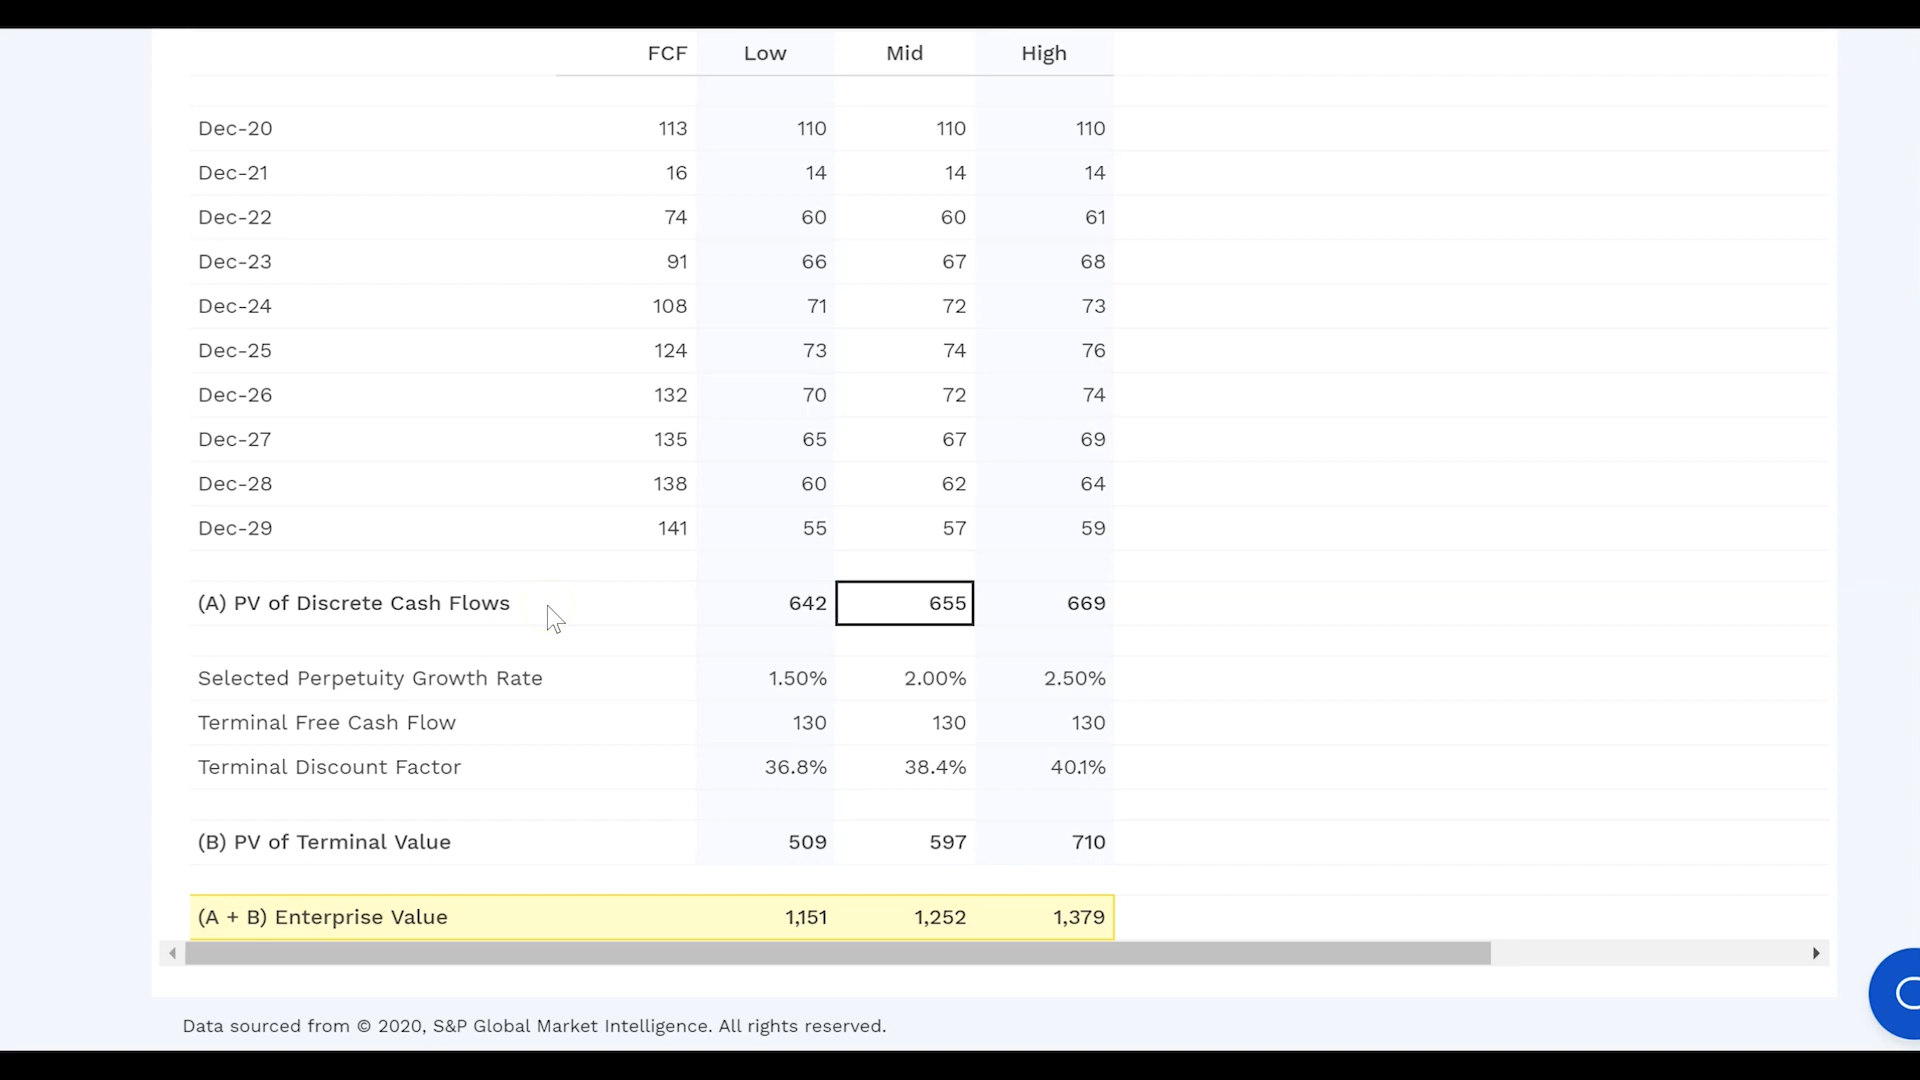 FCF Low Mid High
Dec-20 113 110 110 110
Dec-21 16 14 14 14
Dec-22 74 60 60 61
Dec-23 91 66 67 68
Dec-24 108 71 72 73
Dec-25 124 73 74 76
Dec-26 132 70 72 74
Dec-27 135 65 67 69
Dec-28 138 60 62 64
Dec-29 141 55 57 59
(A) PV of Discrete Cash Flows 642 655 669
Selected Perpetuity Growth Rate 1.50% 2.00% 2.50%
Terminal Free Cash Flow 130 130 130
Terminal Discount Factor 36.8% 38.4% 40.1%
(B) PV of Terminal Value 509 597 710
(A + B) Enterprise Value 1,151 1,252 1,379
Data sourced from © 2020, S&P Global Market Intelligence. All rights reserved.